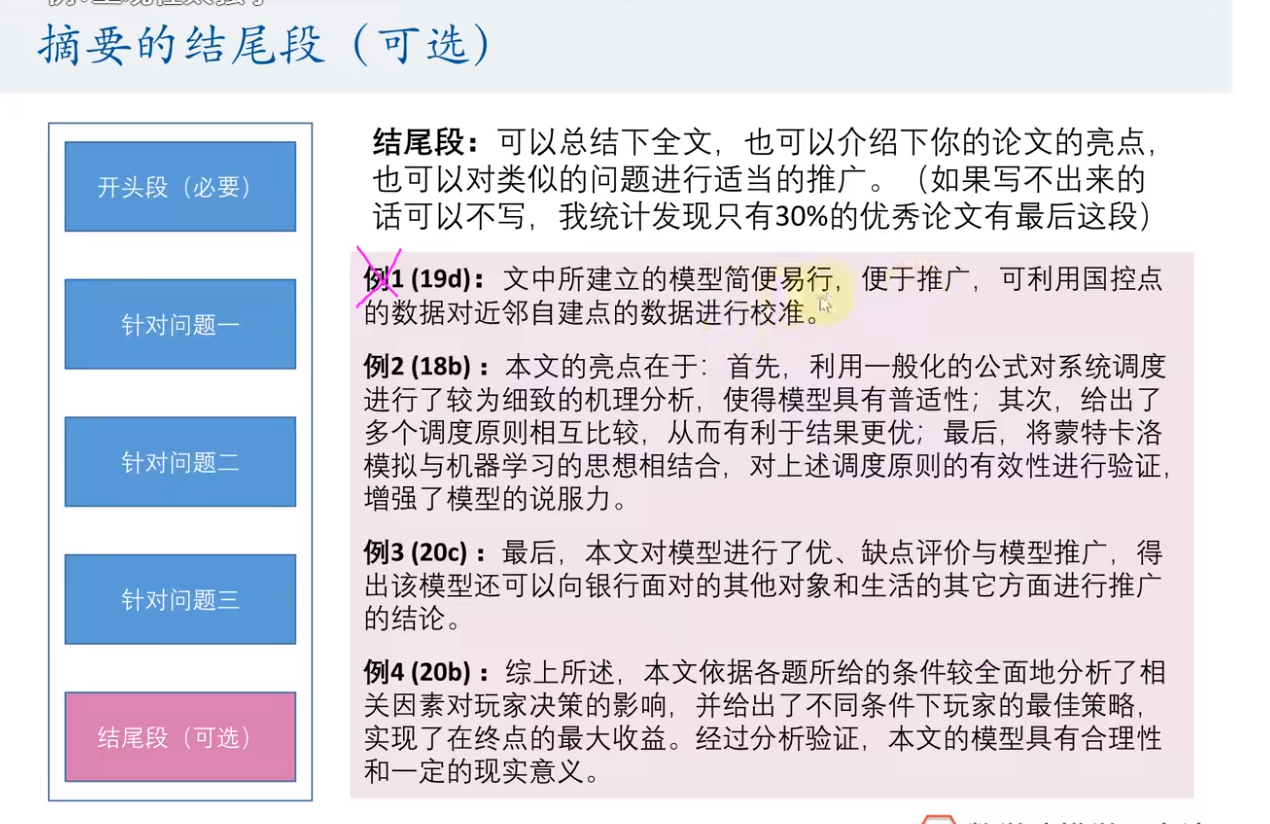 摘要的结尾段（可选）
开头段（必要）
针对问题一
针对问题二
针对问题三
结尾段（可选）
结尾段：可以总结下全文，也可以介绍下你的论文的亮点，
也可以对类似的问题进行适当的推广。（如果写不出来的
话可以不写，我统计发现只有30%的优秀论文有最后这段）
例1 (19d)：文中所建立的模型简便易行，便于推广，可利用国控点
的数据对近邻自建点的数据进行校准。
例2 (18b)：本文的亮点在于：首先，利用一般化的公式对系统调度
进行了较为细致的机理分析，使得模型具有普适性；其次，给出了
多个调度原则相互比较，从而有利于结果更优；最后，将蒙特卡洛
模拟与机器学习的思想相结合，对上述调度原则的有效性进行验证，
增强了模型的说服力。
例3 (20c)：最后，本文对模型进行了优、缺点评价与模型推广，得
出该模型还可以向银行面对的其他对象和生活的其它方面进行推广
的结论。
例4 (20b)：综上所述，本文依据各题所给的条件较全面地分析了相
关因素对玩家决策的影响，并给出了不同条件下玩家的最佳策略，
实现了在终点的最大收益。经过分析验证，本文的模型具有合理性
和一定的现实意义。